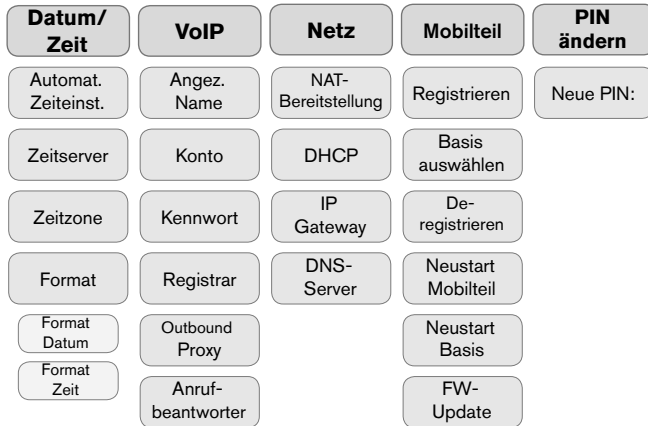 Datum/
Zeit
Automat.
Zeiteinst.
Zeitserver
Zeitzone
Format
Format
Datum
Format
Zeit
VoIP
Angez.
Name
Konto
Kennwort
Registrar
Outbound
Proxy
Anruf-
beantworter
Netz
NAT-
Bereitstellung
DHCP
IP
Gateway
DNS-
Server
Mobilteil
Registrieren
Basis
auswählen
De-
registrieren
Neustart
Mobilteil
Neustart
Basis
FW-
Update
PIN
ändern
Neue PIN: